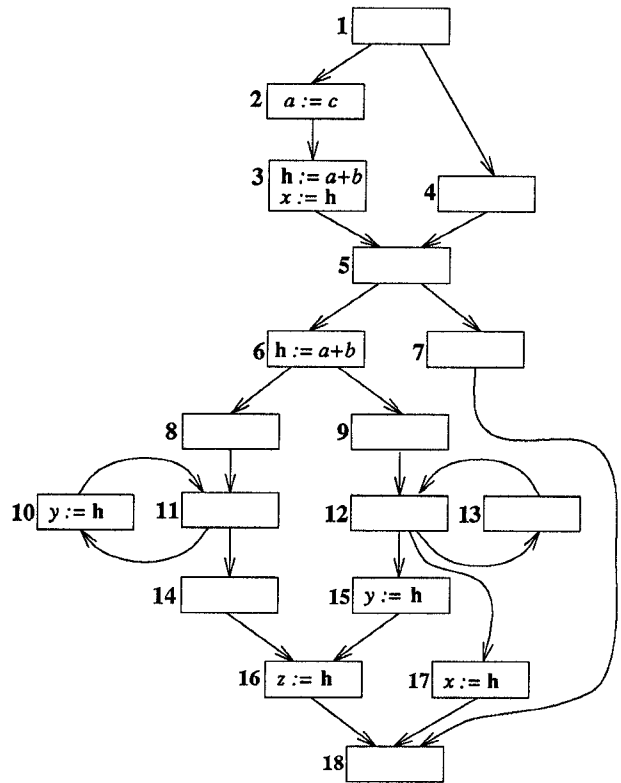 1
2 a := c
3 h := a+b
x := h
4
5
6 h := a+b
7
8
9
10 y := h
11
12
13
14
15 y := h
16 z := h
17 x := h
18